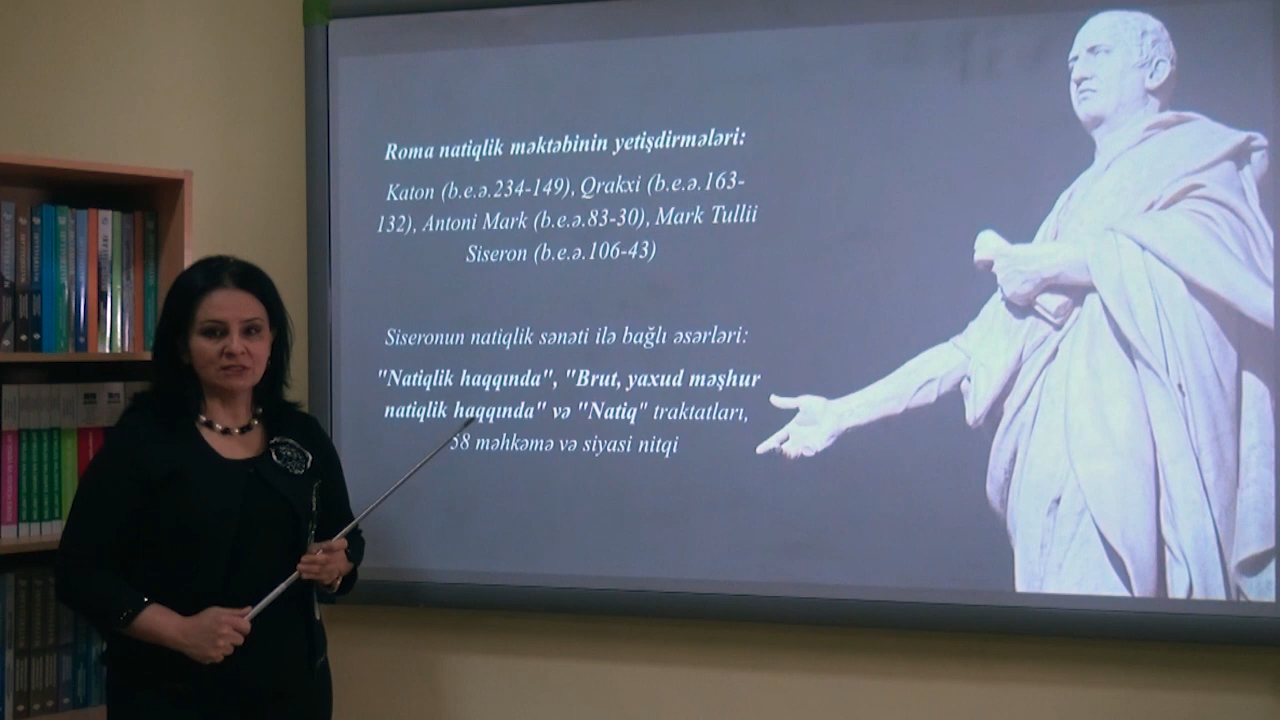 Roma natiqlik məktəbinin yetişdirmələri:
Katon (b.e.ə.234-149), Qrakxi (b.e.ə.163-
132), Antoni Mark (b.e.ə.83-30), Mark Tullii
Siseron (b.e.ə.106-43)
Siseronun natiqlik sənəti ilə bağlı əsərləri:
"Natiqlik haqqında", "Brut, yaxud məşhur
natiqlik haqqında" və "Natiq" traktatları,
58 məhkəmə və siyasi nitqi